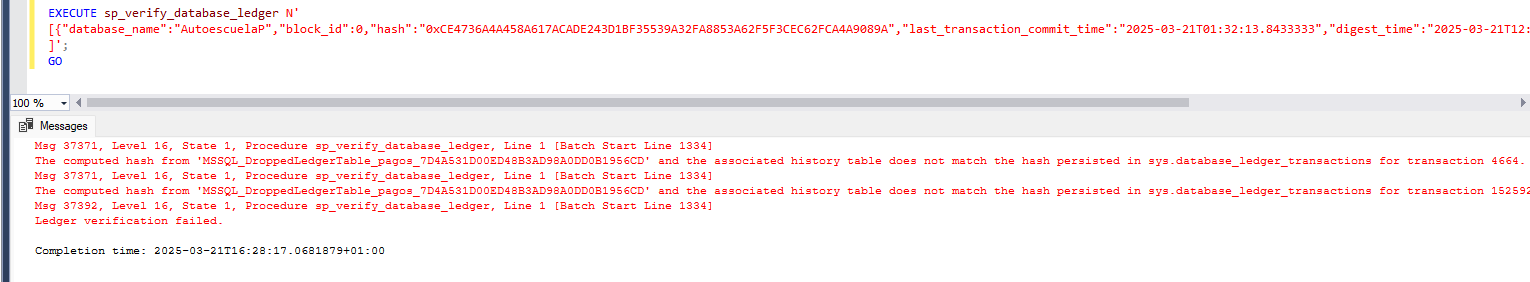 EXECUTE sp_verify_database_ledger N'
[{"database_name":"AutoescuelaP","block_id":0,"hash":"0xCE4736A4A458A617ACADE243D1BF35539A32FA8853A62F5F3CEC62FCA4A9089A","last_transaction_commit_time":"2025-03-21T01:32:13.8433333","digest_time":"2025-03-21T12:
]';
GO
100 %
Messages
Msg 37371, Level 16, State 1, Procedure sp_verify_database_ledger, Line 1 [Batch Start Line 1334]
The computed hash from 'MSSQL_DroppedLedgerTable_pagos_7D4A531D00ED48B3AD98A0DD0B1956CD' and the associated history table does not match the hash persisted in sys.database_ledger_transactions for transaction 4664.
Msg 37371, Level 16, State 1, Procedure sp_verify_database_ledger, Line 1 [Batch Start Line 1334]
The computed hash from 'MSSQL_DroppedLedgerTable_pagos_7D4A531D00ED48B3AD98A0DD0B1956CD' and the associated history table does not match the hash persisted in sys.database_ledger_transactions for transaction 152592
Msg 37392, Level 16, State 1, Procedure sp_verify_database_ledger, Line 1 [Batch Start Line 1334]
Ledger verification failed.
Completion time: 2025-03-21T16:28:17.0681879+01:00